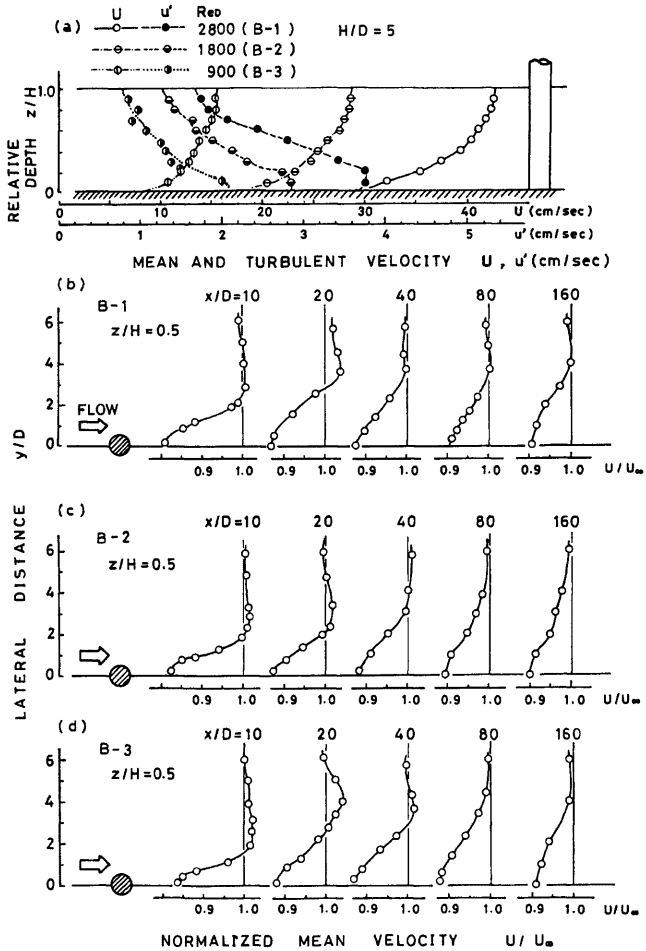 (a)
U u' Re_D
2800 (B-1)
1800 (B-2)
900 (B-3)
H/D = 5
RELATIVE DEPTH z/H
1.0
0
0 10 20 30 40 U (cm/sec)
0 1 2 3 4 5 u' (cm/sec)
MEAN AND TURBULENT VELOCITY U, u' (cm/sec)
(b)
B-1
z/H = 0.5
x/D = 10 20 40 80 160
6
4
2
0
FLOW
y/D
0.9 1.0 0.9 1.0 0.9 1.0 0.9 1.0 0.9 1.0 U/U∞
LATERAL DISTANCE
(c)
B-2
z/H = 0.5
x/D = 10 20 40 80 160
6
4
2
0
0.9 1.0 0.9 1.0 0.9 1.0 0.9 1.0 0.9 1.0 U/U∞
(d)
B-3
z/H = 0.5
x/D = 10 20 40 80 160
6
4
2
0
0.9 1.0 0.9 1.0 0.9 1.0 0.9 1.0 0.9 1.0
NORMALIZED MEAN VELOCITY U/U∞